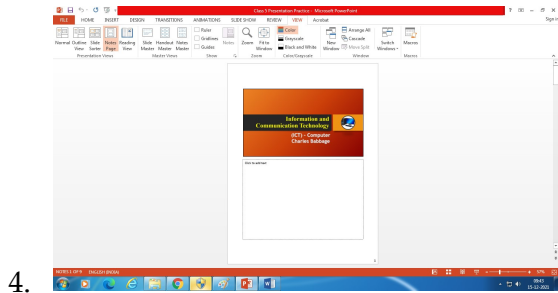 Class 5 Presentation Practice - Microsoft PowerPoint
FILE HOME INSERT DESIGN TRANSITIONS ANIMATIONS SLIDE SHOW REVIEW VIEW Acrobat Sign in
Normal Outline View Slide Sorter Notes Page Reading View
Slide Master Handout Master Notes Master
Ruler
Gridlines
Guides
Notes
Zoom Fit to Window
Color
Grayscale
Black and White
New Window
Arrange All
Cascade
Move Split
Switch Windows
Macros
Presentation Views Master Views Show Zoom Color/Grayscale Window Macros
Information and
Communication Technology
(ICT) - Computer
Charles Babbage
Click to add text
NOTES 1 OF 9 ENGLISH (INDIA) 57%
4.
09:43
15-12-2021